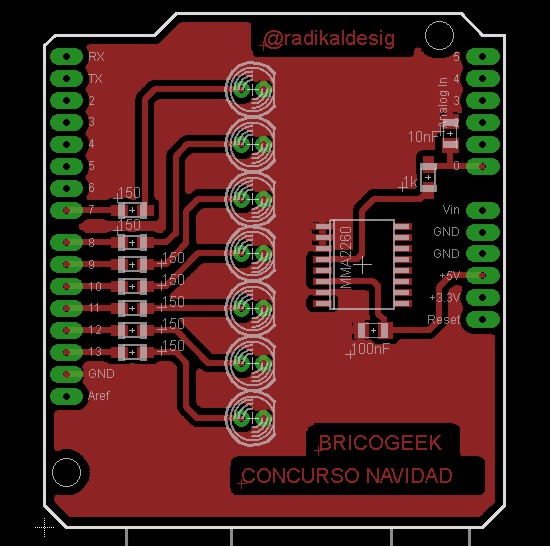 @radikaldesig
RX
TX
2
3
4
5
6
7
8
9
10
11
12
13
GND
Aref
150
150
150
150
150
150
150
5
4
3
2
0
Analog In
10nF
1k
MMA2260
100nF
Vin
GND
GND
+5V
+3.3V
Reset
BRICOGEEK
CONCURSO NAVIDAD